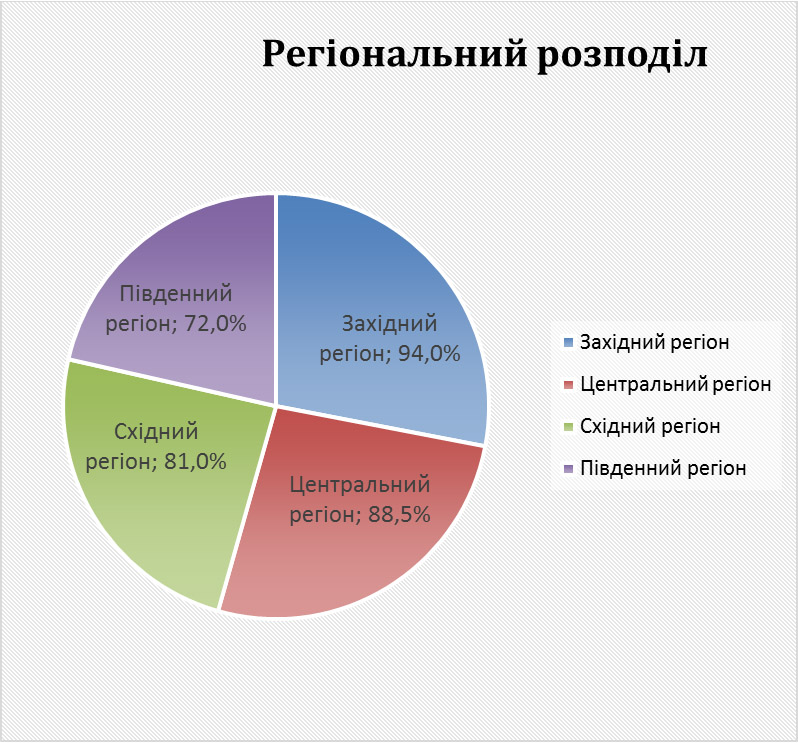 Регіональний розподіл
Південний
регіон; 72,0%
Західний
регіон; 94,0%
Східний
регіон; 81,0%
Центральний
регіон; 88,5%
Західний регіон
Центральний регіон
Східний регіон
Південний регіон